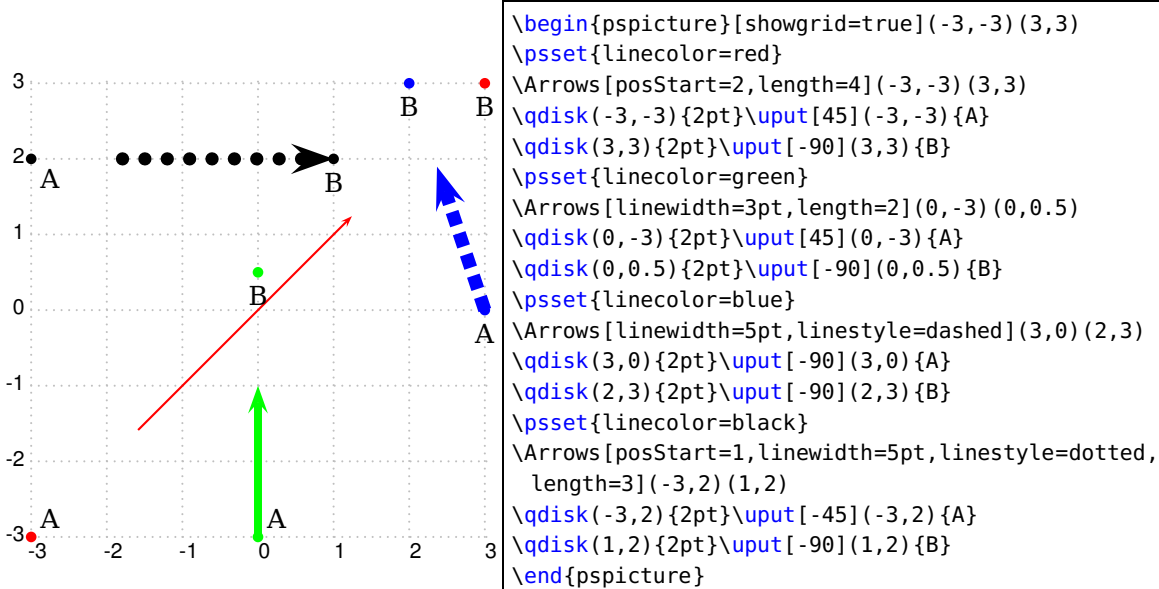 3
B
B
2
A
B
1
B
0
A
-1
-2
A
A
-3
-3
-2
-1
0
1
2
3
\begin{pspicture}[showgrid=true](-3,-3)(3,3)
\psset{linecolor=red}
\Arrows[posStart=2,length=4](-3,-3)(3,3)
\qdisk(-3,-3){2pt}\uput[45](-3,-3){A}
\qdisk(3,3){2pt}\uput[-90](3,3){B}
\psset{linecolor=green}
\Arrows[linewidth=3pt,length=2](0,-3)(0,0.5)
\qdisk(0,-3){2pt}\uput[45](0,-3){A}
\qdisk(0,0.5){2pt}\uput[-90](0,0.5){B}
\psset{linecolor=blue}
\Arrows[linewidth=5pt,linestyle=dashed](3,0)(2,3)
\qdisk(3,0){2pt}\uput[-90](3,0){A}
\qdisk(2,3){2pt}\uput[-90](2,3){B}
\psset{linecolor=black}
\Arrows[posStart=1,linewidth=5pt,linestyle=dotted,
length=3](-3,2)(1,2)
\qdisk(-3,2){2pt}\uput[-45](-3,2){A}
\qdisk(1,2){2pt}\uput[-90](1,2){B}
\end{pspicture}